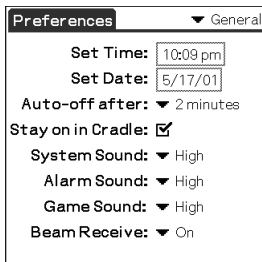 Preferences General
Set Time: 10:09 pm
Set Date: 5/17/01
Auto-off after: 2 minutes
Stay on in Cradle:
System Sound: High
Alarm Sound: High
Game Sound: High
Beam Receive: On